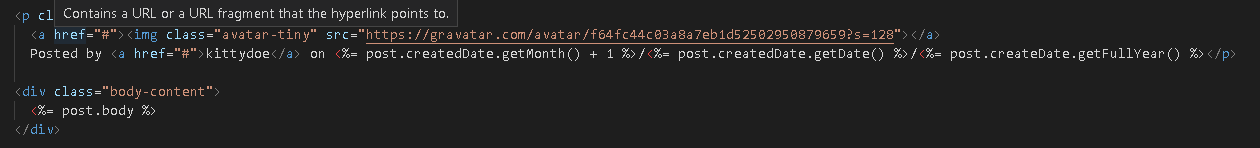 Contains a URL or a URL fragment that the hyperlink points to.
<p cl
<a href="#"><img class="avatar-tiny" src="https://gravatar.com/avatar/f64fc44c03a8a7eb1d52502950879659?s=128"></a>
Posted by <a href="#">kittydoe</a> on <%= post.createdDate.getMonth() + 1 %>/<%= post.createdDate.getDate() %>/<%= post.createDate.getFullYear() %></p>
<div class="body-content">
<%= post.body %>
</div>